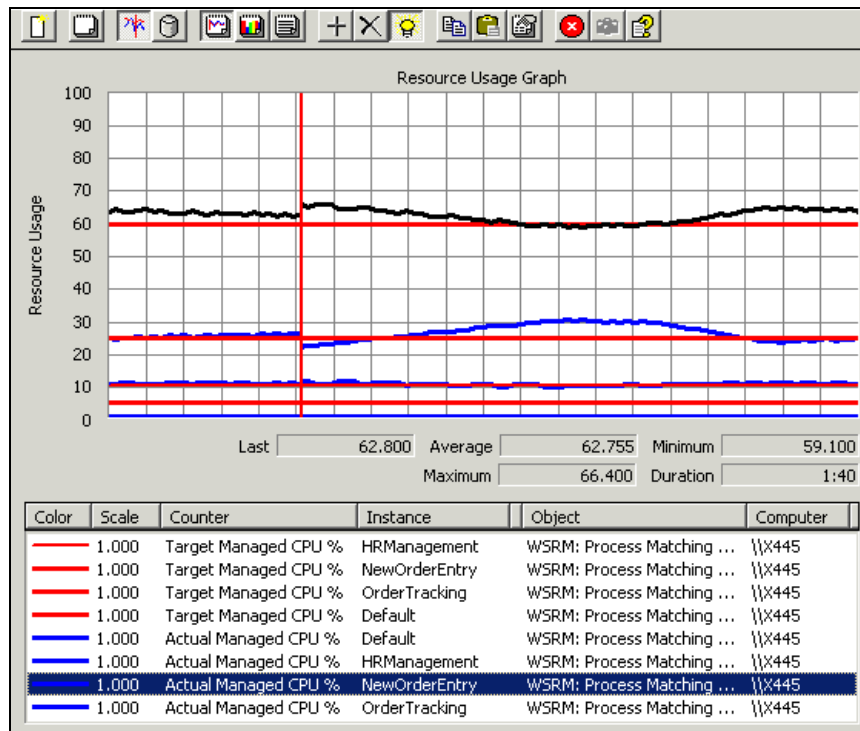 Resource Usage Graph
100
90
80
70
60
50
40
30
20
10
0
Resource Usage
Last 62.800 Average 62.755 Minimum 59.100
Maximum 66.400 Duration 1:40
Color Scale Counter Instance Object Computer
1.000 Target Managed CPU % HRManagement WSRM: Process Matching ... \\X445
1.000 Target Managed CPU % NewOrderEntry WSRM: Process Matching ... \\X445
1.000 Target Managed CPU % OrderTracking WSRM: Process Matching ... \\X445
1.000 Target Managed CPU % Default WSRM: Process Matching ... \\X445
1.000 Actual Managed CPU % Default WSRM: Process Matching ... \\X445
1.000 Actual Managed CPU % HRManagement WSRM: Process Matching ... \\X445
1.000 Actual Managed CPU % NewOrderEntry WSRM: Process Matching ... \\X445
1.000 Actual Managed CPU % OrderTracking WSRM: Process Matching ... \\X445